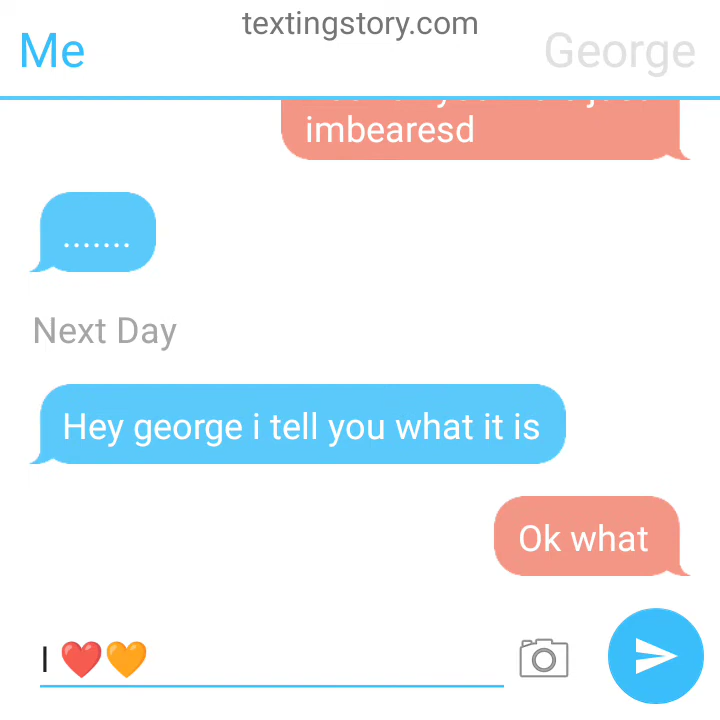 textingstory.com
Me
George
imbearesd
.......
Next Day
Hey george i tell you what it is
Ok what
I ❤️🧡